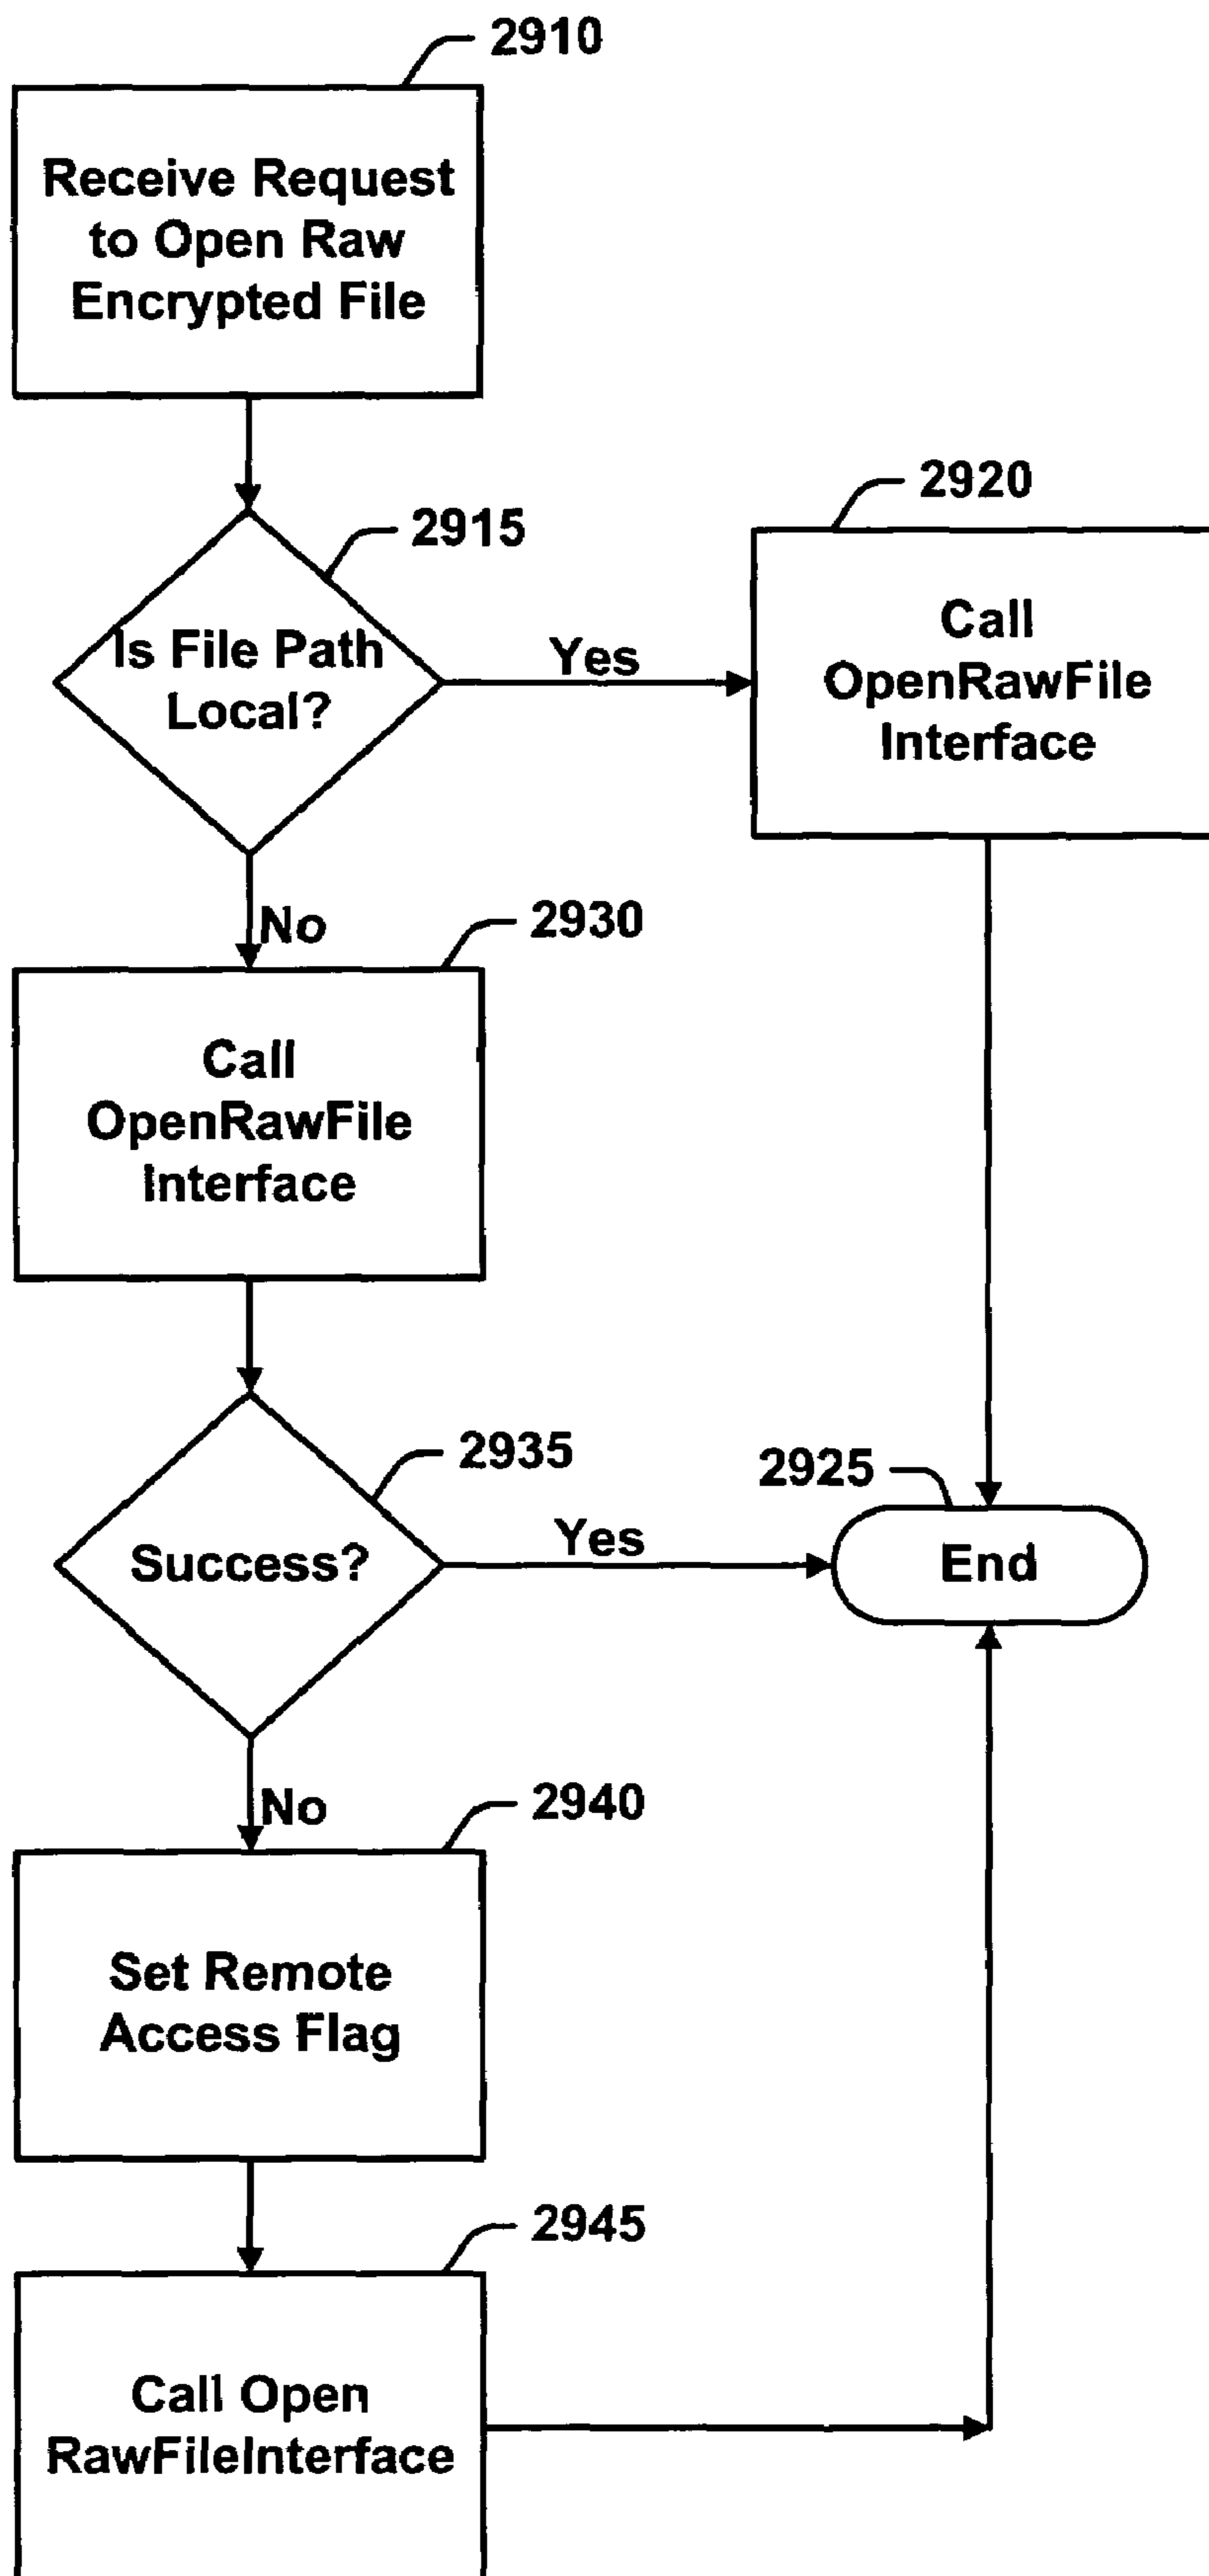 2910
Receive Request
to Open Raw
Encrypted File
2915
Is File Path
Local?
Yes
2920
Call
OpenRawFile
Interface
No
2930
Call
OpenRawFile
Interface
2935
Success?
Yes
2925
End
No
2940
Set Remote
Access Flag
2945
Call Open
RawFileInterface